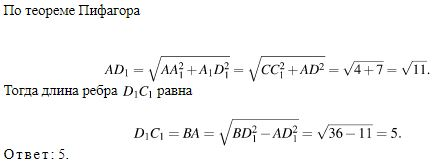 По теореме Пифагора
AD₁ = √(AA₁² + A₁D₁²) = √(CC₁² + AD²) = √(4+7) = √11.
Тогда длина ребра D₁C₁ равна
D₁C₁ = BA = √(BD₁² − AD₁²) = √(36−11) = 5.
Ответ: 5.